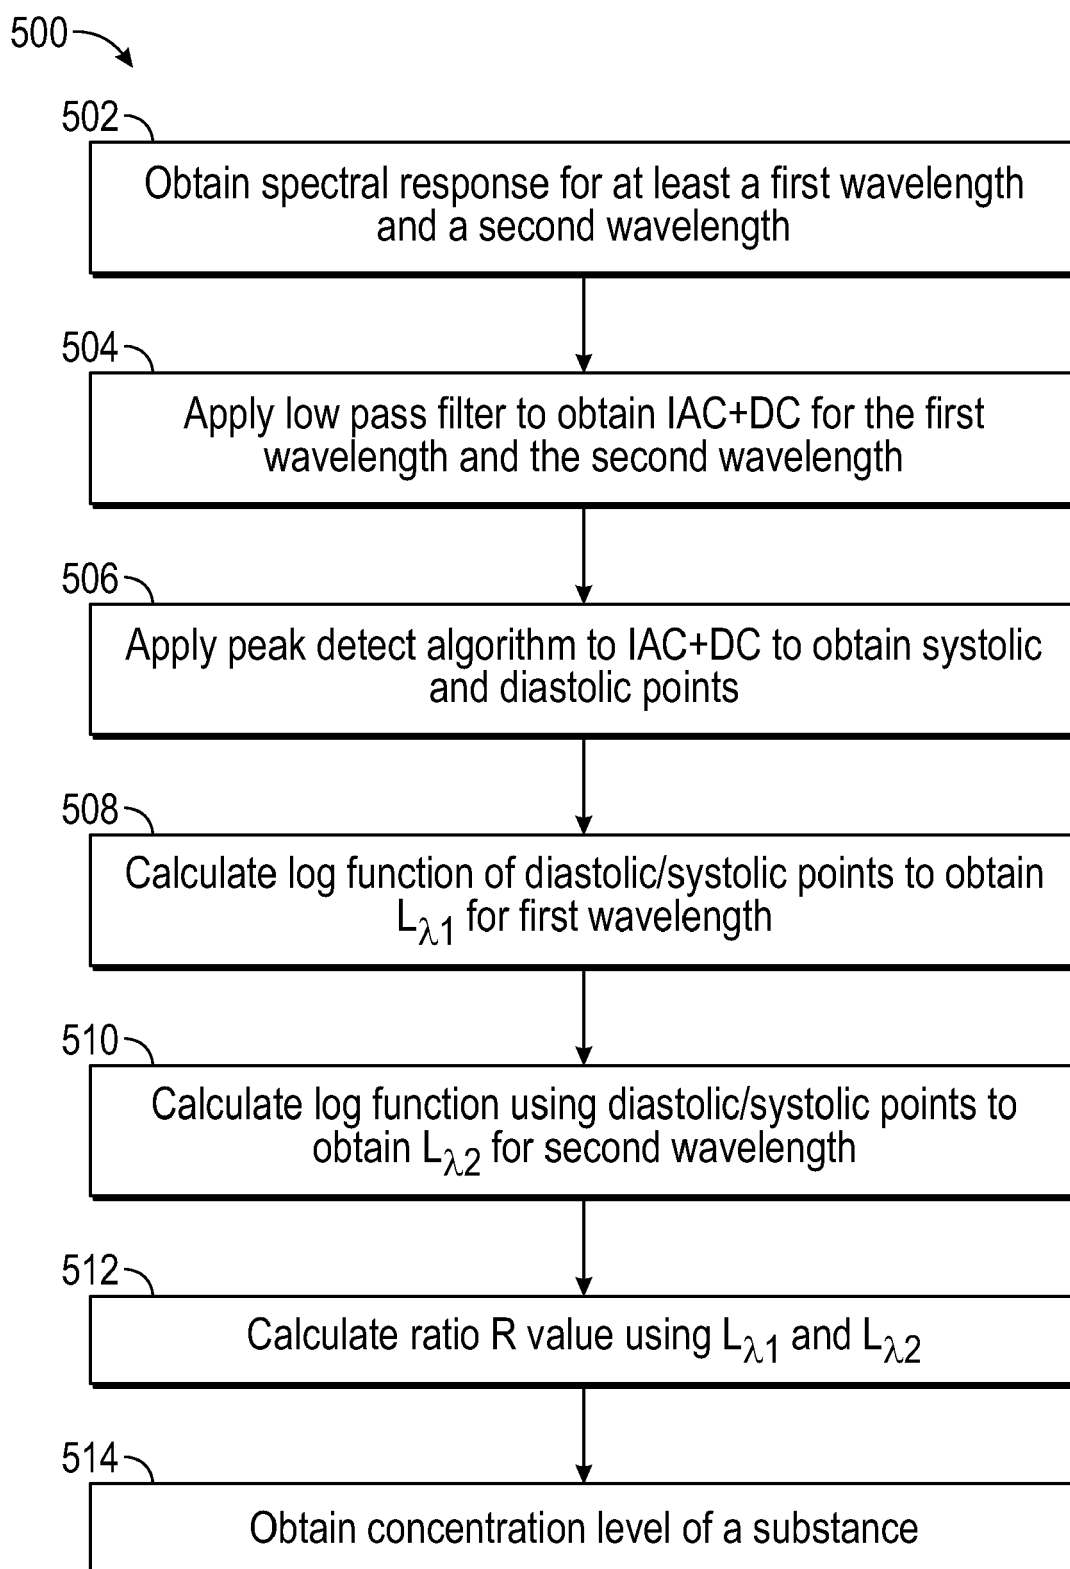 500
502
Obtain spectral response for at least a first wavelength
and a second wavelength
504
Apply low pass filter to obtain IAC+DC for the first
wavelength and the second wavelength
506
Apply peak detect algorithm to IAC+DC to obtain systolic
and diastolic points
508
Calculate log function of diastolic/systolic points to obtain
Lλ1 for first wavelength
510
Calculate log function using diastolic/systolic points to
obtain Lλ2 for second wavelength
512
Calculate ratio R value using Lλ1 and Lλ2
514
Obtain concentration level of a substance